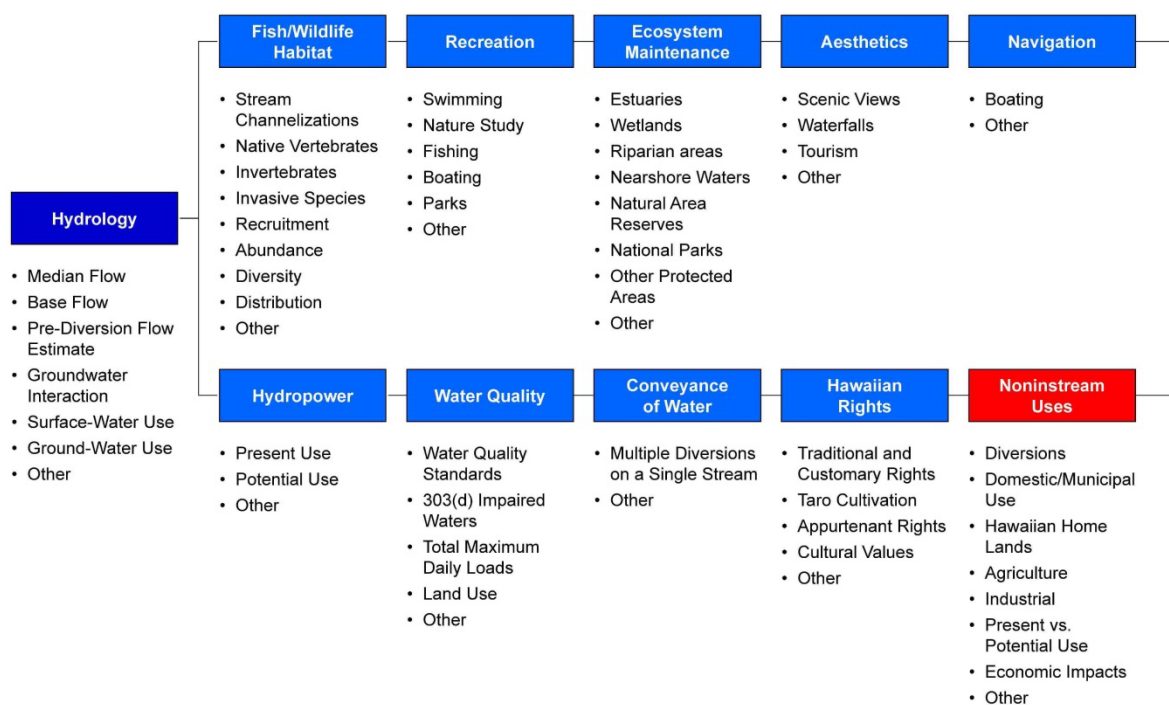 Hydrology
• Median Flow
• Base Flow
• Pre-Diversion Flow
Estimate
• Groundwater
Interaction
• Surface-Water Use
• Ground-Water Use
• Other
Fish/Wildlife
Habitat
• Stream
Channelizations
• Native Vertebrates
• Invertebrates
• Invasive Species
• Recruitment
• Abundance
• Diversity
• Distribution
• Other
Recreation
• Swimming
• Nature Study
• Fishing
• Boating
• Parks
• Other
Ecosystem
Maintenance
• Estuaries
• Wetlands
• Riparian areas
• Nearshore Waters
• Natural Area
Reserves
• National Parks
• Other Protected
Areas
• Other
Aesthetics
• Scenic Views
• Waterfalls
• Tourism
• Other
Navigation
• Boating
• Other
Hydropower
• Present Use
• Potential Use
• Other
Water Quality
• Water Quality
Standards
• 303(d) Impaired
Waters
• Total Maximum
Daily Loads
• Land Use
• Other
Conveyance
of Water
• Multiple Diversions
on a Single Stream
• Other
Hawaiian
Rights
• Traditional and
Customary Rights
• Taro Cultivation
• Appurtenant Rights
• Cultural Values
• Other
Noninstream
Uses
• Diversions
• Domestic/Municipal
Use
• Hawaiian Home
Lands
• Agriculture
• Industrial
• Present vs.
Potential Use
• Economic Impacts
• Other